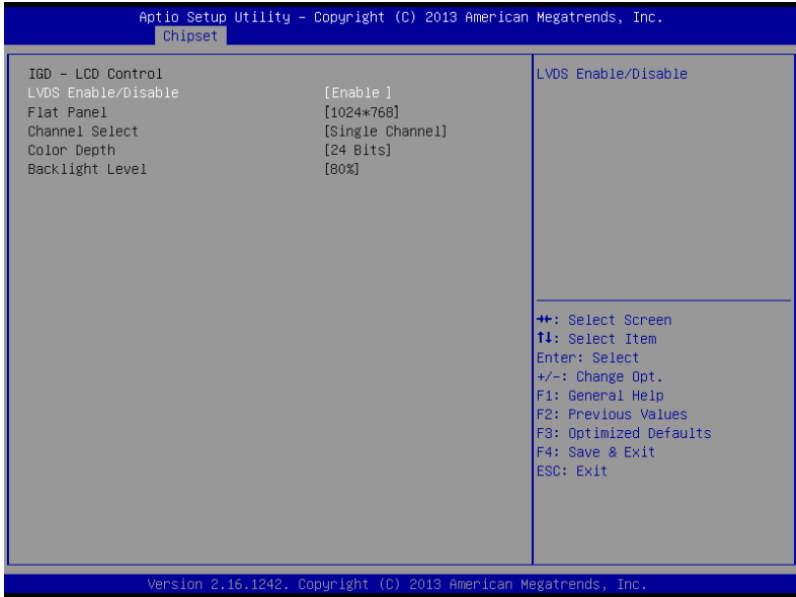 Aptio Setup Utility – Copyright (C) 2013 American Megatrends, Inc.
Chipset
IGD - LCD Control
LVDS Enable/Disable [Enable ]
Flat Panel [1024*768]
Channel Select [Single Channel]
Color Depth [24 Bits]
Backlight Level [80%]
LVDS Enable/Disable
→←: Select Screen
↑↓: Select Item
Enter: Select
+/-: Change Opt.
F1: General Help
F2: Previous Values
F3: Optimized Defaults
F4: Save & Exit
ESC: Exit
Version 2.16.1242. Copyright (C) 2013 American Megatrends, Inc.